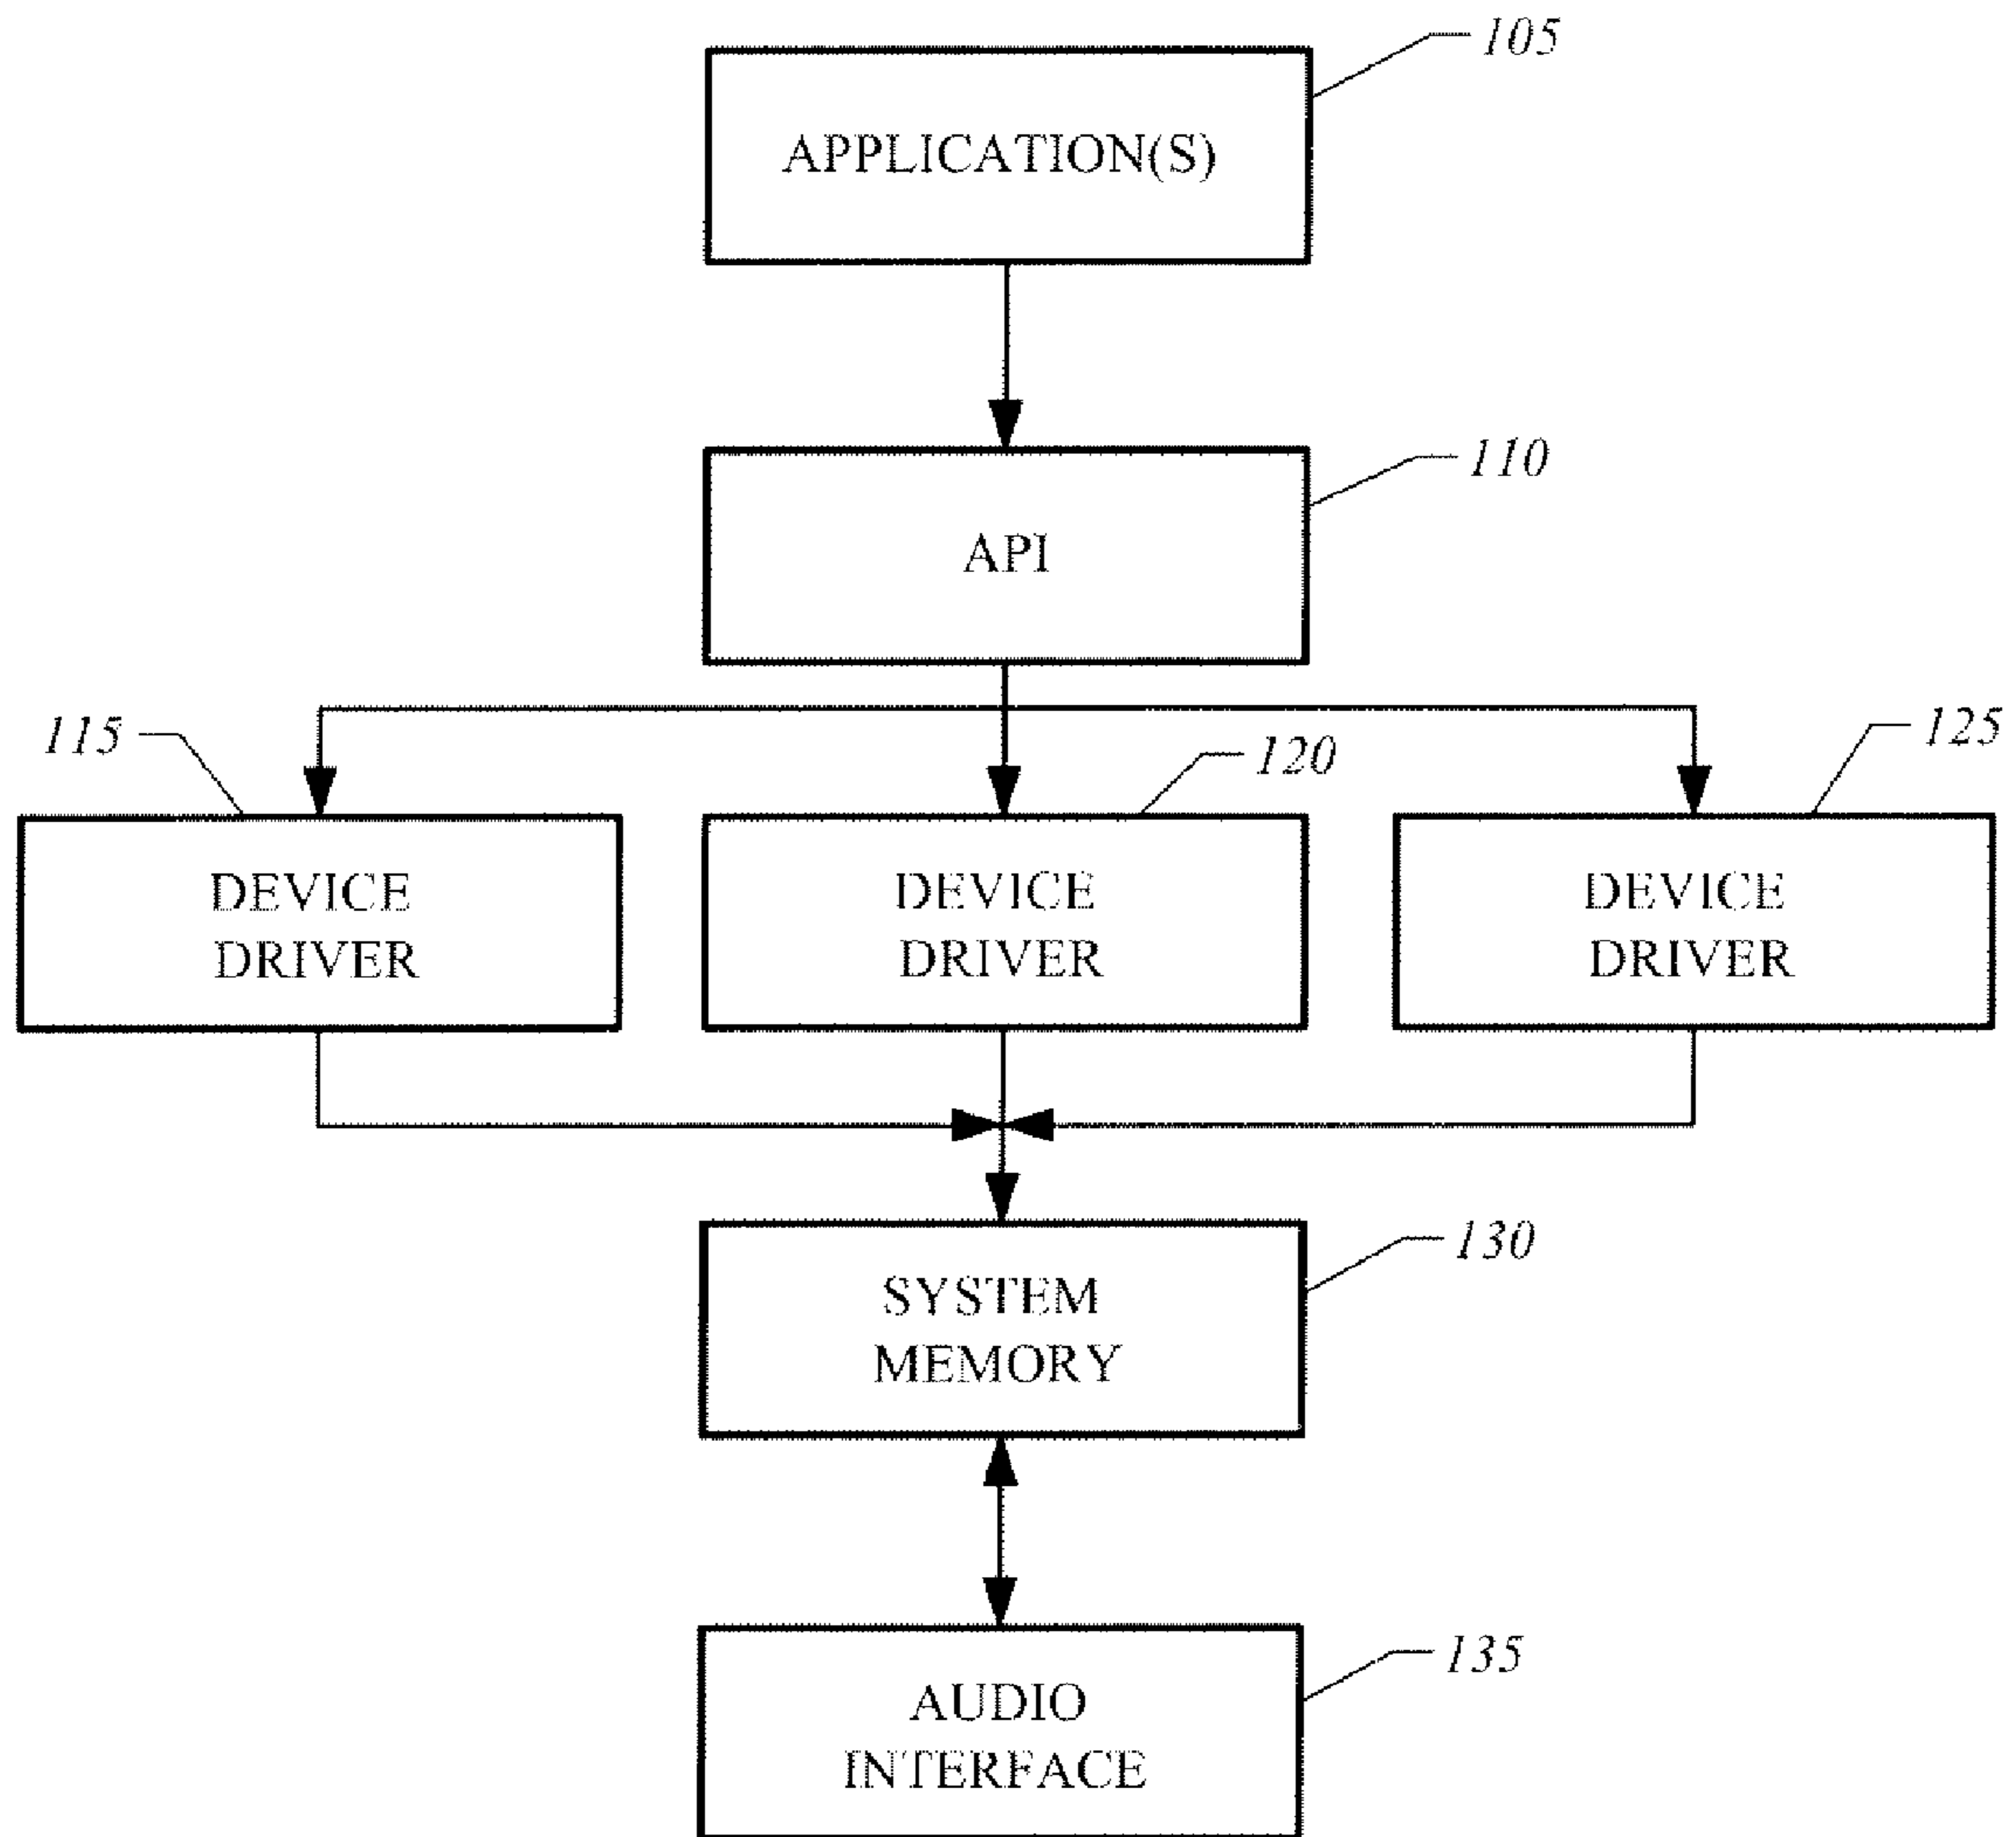 105
APPLICATION(S)
110
API
115
120
125
DEVICE
DRIVER
DEVICE
DRIVER
DEVICE
DRIVER
130
SYSTEM
MEMORY
135
AUDIO
INTERFACE